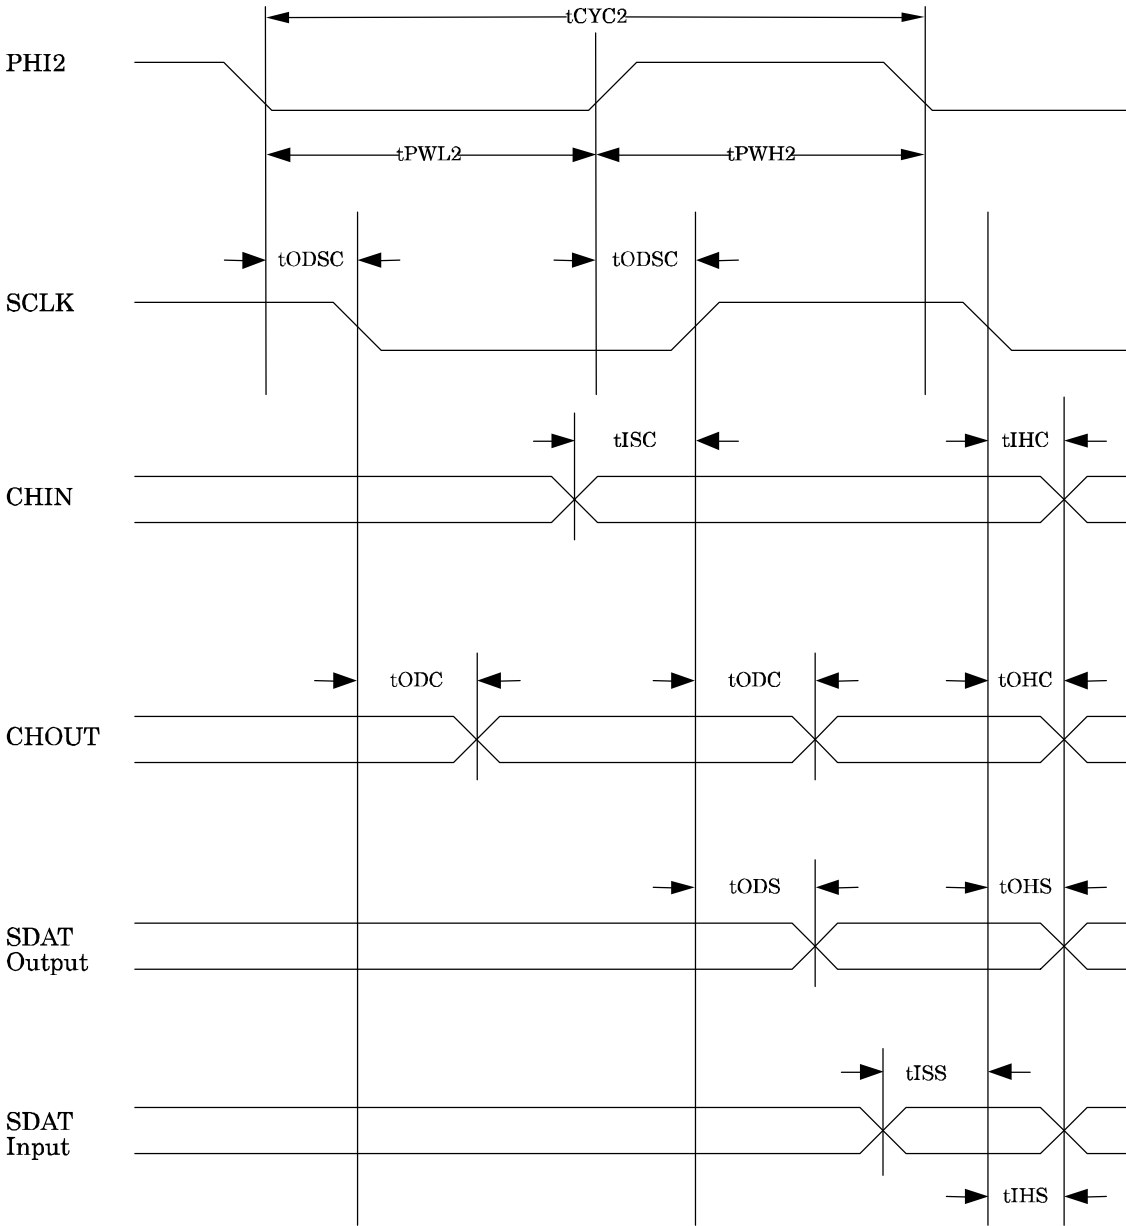 tCYC2
PHI2
tPWL2 tPWH2
tODSC tODSC
SCLK
tISC tIHC
CHIN
tODC tODC tOHC
CHOUT
tODS tOHS
SDAT
Output
tISS
SDAT
Input
tIHS